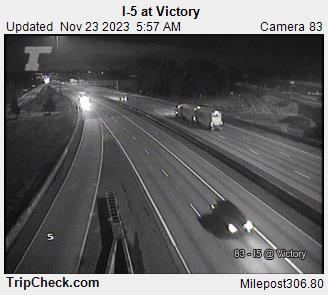 I-5 at Victory
Updated Nov 23 2023 5:57 AM Camera 83
T
S
83 - I5 @ Victory
TripCheck.com Milepost306.80